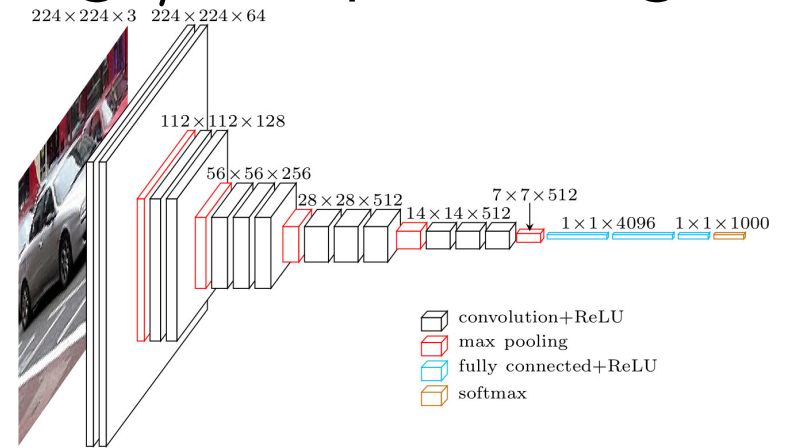 224×224×3
224×224×64
112×112×128
56×56×256
28×28×512
14×14×512
7×7×512
1×1×4096
1×1×1000
convolution+ReLU
max pooling
fully connected+ReLU
softmax